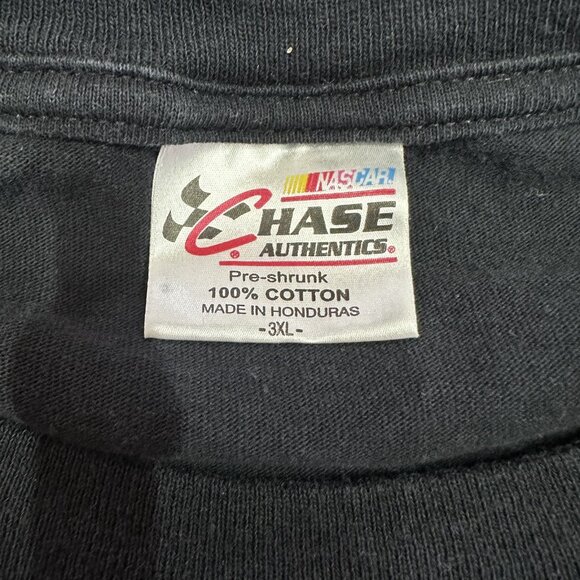 NASCAR.
CHASE
AUTHENTICS®
Pre-shrunk
100% COTTON
MADE IN HONDURAS
-3XL-